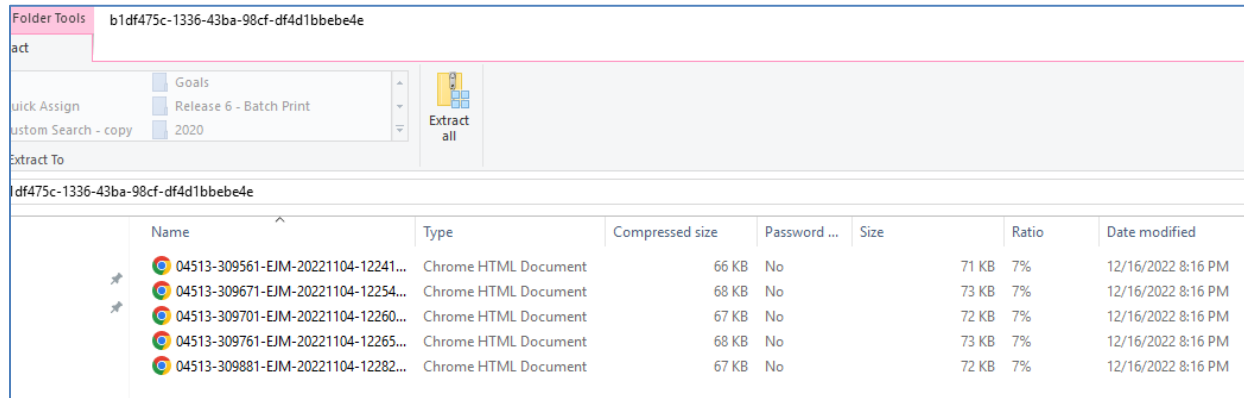 Folder Tools b1df475c-1336-43ba-98cf-df4d1bbebe4e
act
Goals
uick Assign Release 6 - Batch Print
ustom Search - copy 2020
Extract all
Extract To
1df475c-1336-43ba-98cf-df4d1bbebe4e
Name Type Compressed size Password ... Size Ratio Date modified
04513-309561-EJM-20221104-12241... Chrome HTML Document 66 KB No 71 KB 7% 12/16/2022 8:16 PM
04513-309671-EJM-20221104-12254... Chrome HTML Document 68 KB No 73 KB 7% 12/16/2022 8:16 PM
04513-309701-EJM-20221104-12260... Chrome HTML Document 67 KB No 72 KB 7% 12/16/2022 8:16 PM
04513-309761-EJM-20221104-12265... Chrome HTML Document 68 KB No 73 KB 7% 12/16/2022 8:16 PM
04513-309881-EJM-20221104-12282... Chrome HTML Document 67 KB No 72 KB 7% 12/16/2022 8:16 PM